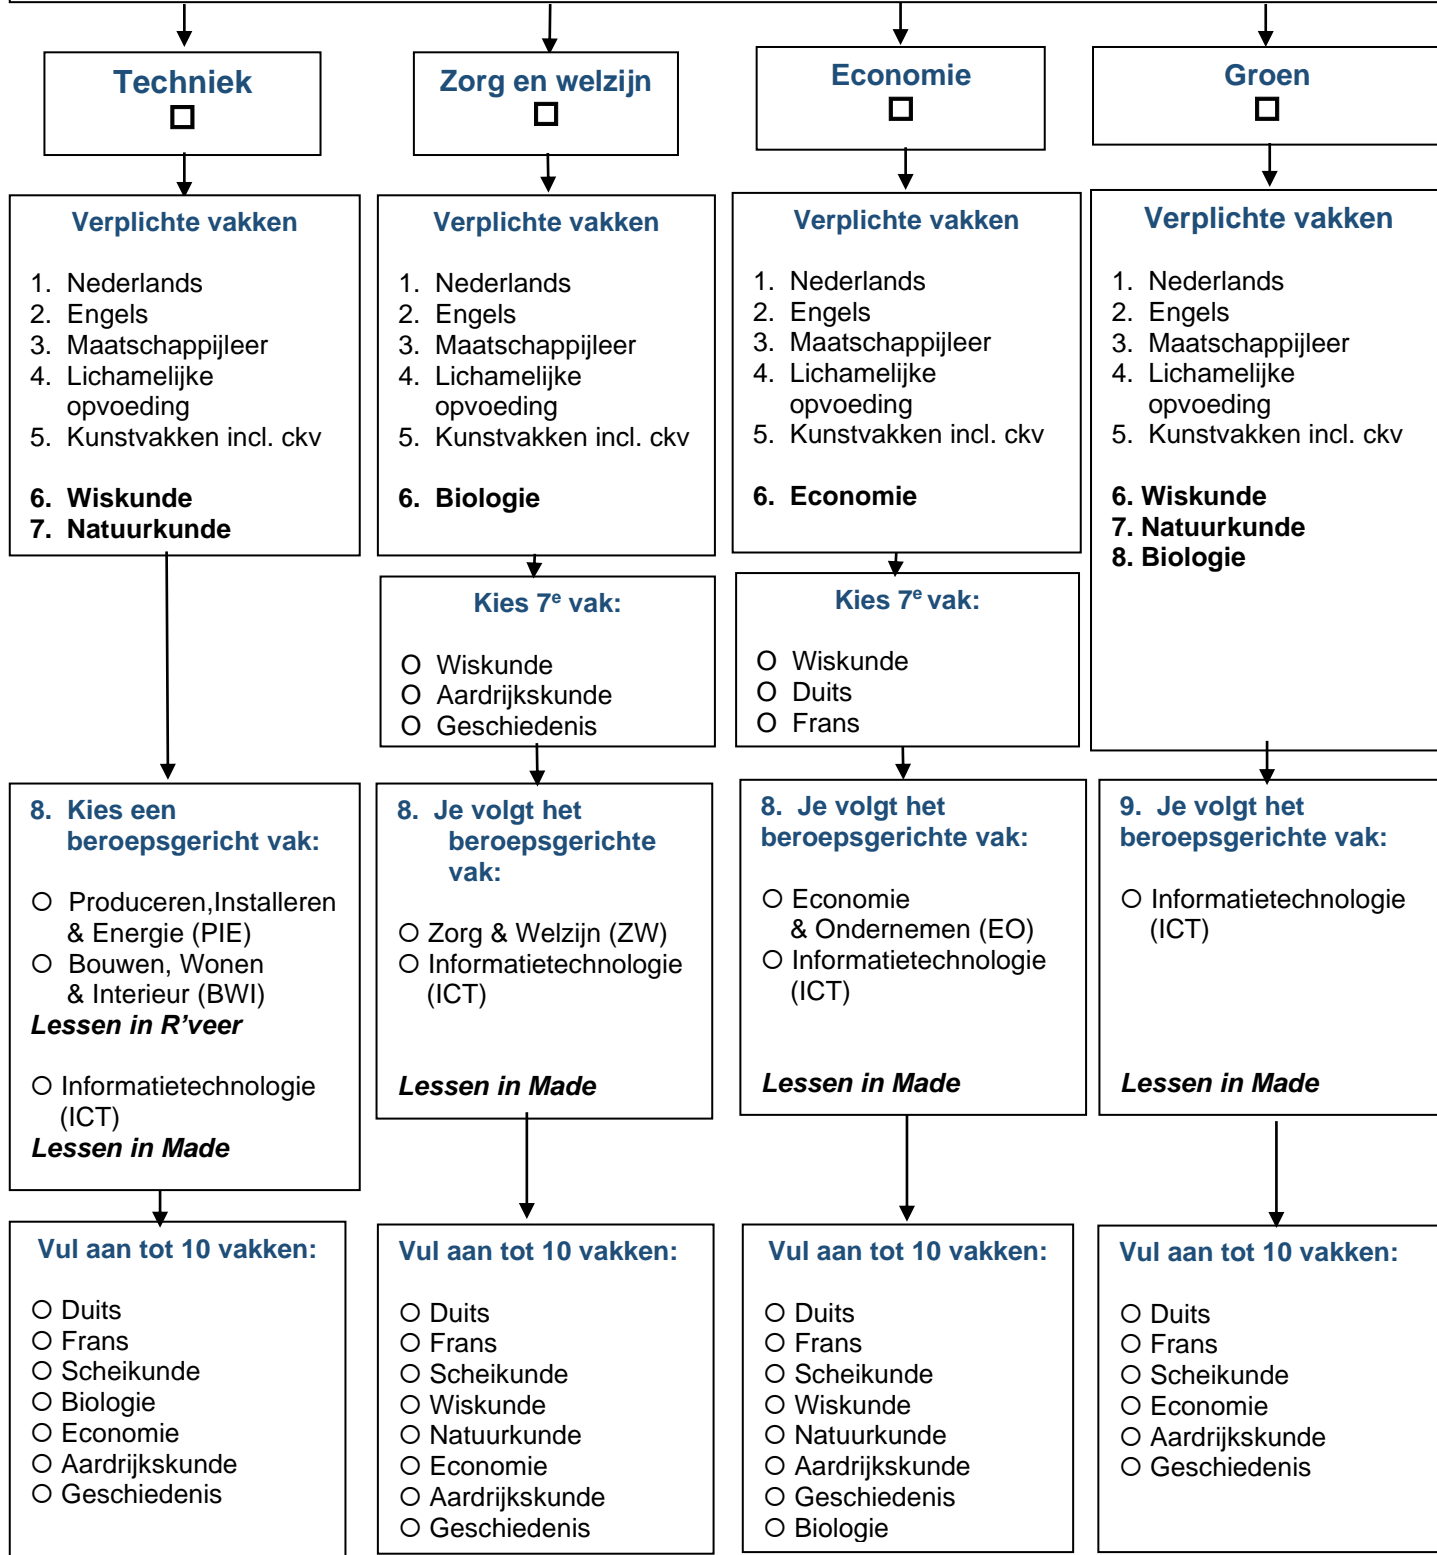 Techniek
Zorg en welzijn
Economie
Groen
Verplichte vakken
1. Nederlands
2. Engels
3. Maatschappijleer
4. Lichamelijke
opvoeding
5. Kunstvakken incl. ckv
6. Wiskunde
7. Natuurkunde
Verplichte vakken
1. Nederlands
2. Engels
3. Maatschappijleer
4. Lichamelijke
opvoeding
5. Kunstvakken incl. ckv
6. Biologie
Verplichte vakken
1. Nederlands
2. Engels
3. Maatschappijleer
4. Lichamelijke
opvoeding
5. Kunstvakken incl. ckv
6. Economie
Verplichte vakken
1. Nederlands
2. Engels
3. Maatschappijleer
4. Lichamelijke
opvoeding
5. Kunstvakken incl. ckv
6. Wiskunde
7. Natuurkunde
8. Biologie
Kies 7e vak:
O Wiskunde
O Aardrijkskunde
O Geschiedenis
Kies 7e vak:
O Wiskunde
O Duits
O Frans
8. Kies een
beroepsgericht vak:
O Produceren,Installeren
& Energie (PIE)
O Bouwen, Wonen
& Interieur (BWI)
Lessen in R'veer
O Informatietechnologie
(ICT)
Lessen in Made
8. Je volgt het
beroepsgerichte
vak:
O Zorg & Welzijn (ZW)
O Informatietechnologie
(ICT)
Lessen in Made
8. Je volgt het
beroepsgerichte vak:
O Economie
& Ondernemen (EO)
O Informatietechnologie
(ICT)
Lessen in Made
9. Je volgt het
beroepsgerichte vak:
O Informatietechnologie
(ICT)
Lessen in Made
Vul aan tot 10 vakken:
O Duits
O Frans
O Scheikunde
O Biologie
O Economie
O Aardrijkskunde
O Geschiedenis
Vul aan tot 10 vakken:
O Duits
O Frans
O Scheikunde
O Wiskunde
O Natuurkunde
O Economie
O Aardrijkskunde
O Geschiedenis
Vul aan tot 10 vakken:
O Duits
O Frans
O Scheikunde
O Wiskunde
O Natuurkunde
O Aardrijkskunde
O Geschiedenis
O Biologie
Vul aan tot 10 vakken:
O Duits
O Frans
O Scheikunde
O Economie
O Aardrijkskunde
O Geschiedenis